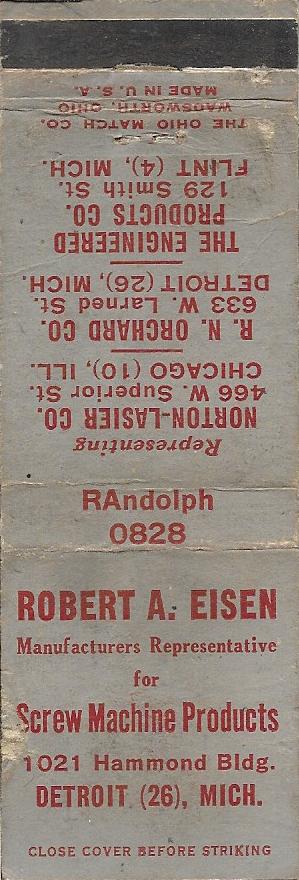 ROBERT A. EISEN
Manufacturers Representative
for
Screw Machine Products
1021 Hammond Bldg.
DETROIT (26), MICH.
CLOSE COVER BEFORE STRIKING
RAndolph
0828
Representing
NORTON-LASIER CO.
466 W. Superior St.
CHICAGO (10), ILL.
R. N. ORCHARD CO.
633 W. Larned St.
DETROIT (26), MICH.
THE ENGINEERED
PRODUCTS CO.
129 Smith St.
FLINT (4), MICH.
THE OHIO MATCH CO.
WADSWORTH, OHIO
MADE IN U. S. A.